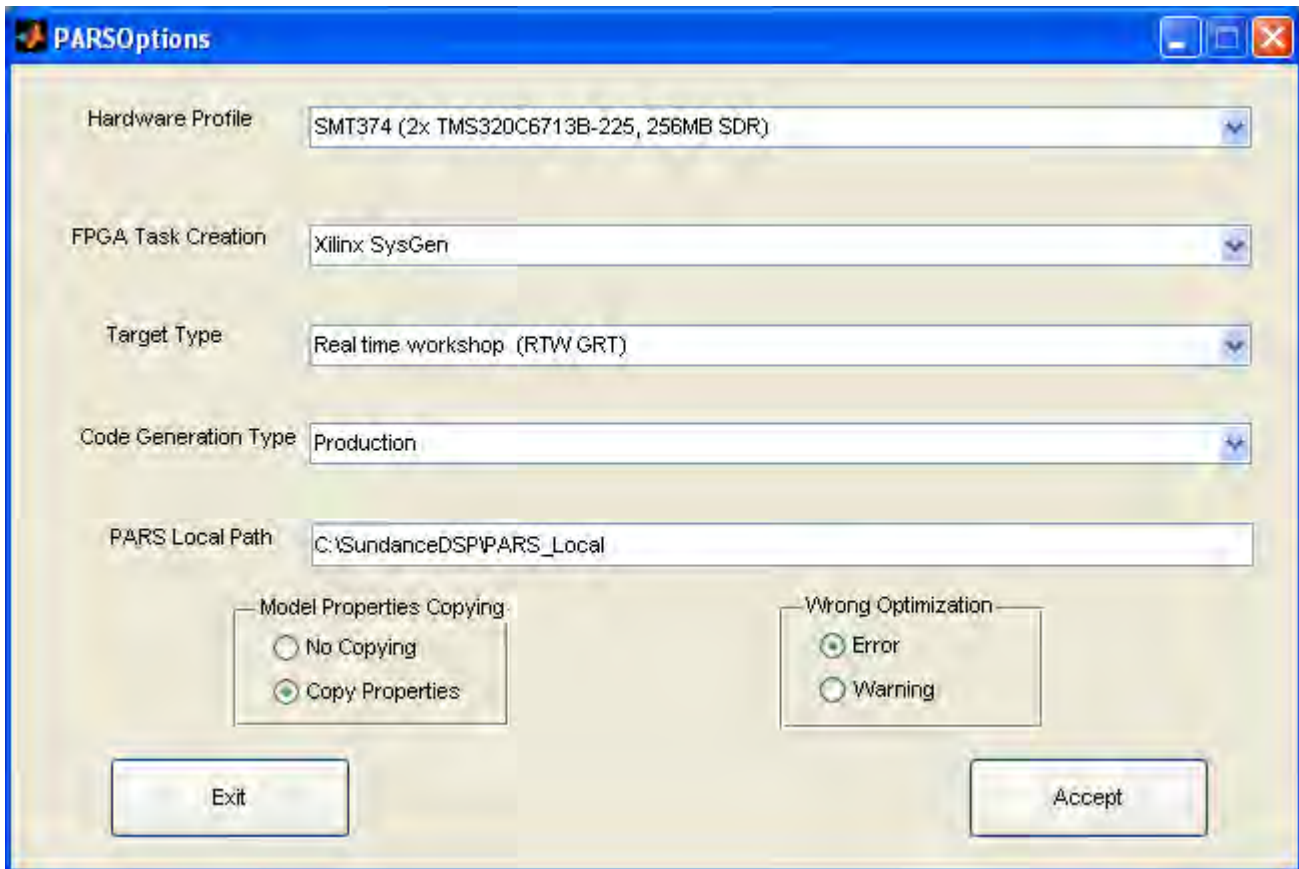 PARSOptions
Hardware Profile
SMT374 (2x TMS320C6713B-225, 256MB SDR)
FPGA Task Creation
Xilinx SysGen
Target Type
Real time workshop (RTW GRT)
Code Generation Type
Production
PARS Local Path
C:\SundanceDSP\PARS_Local
Model Properties Copying
No Copying
Copy Properties
Wrong Optimization
Error
Warning
Exit
Accept